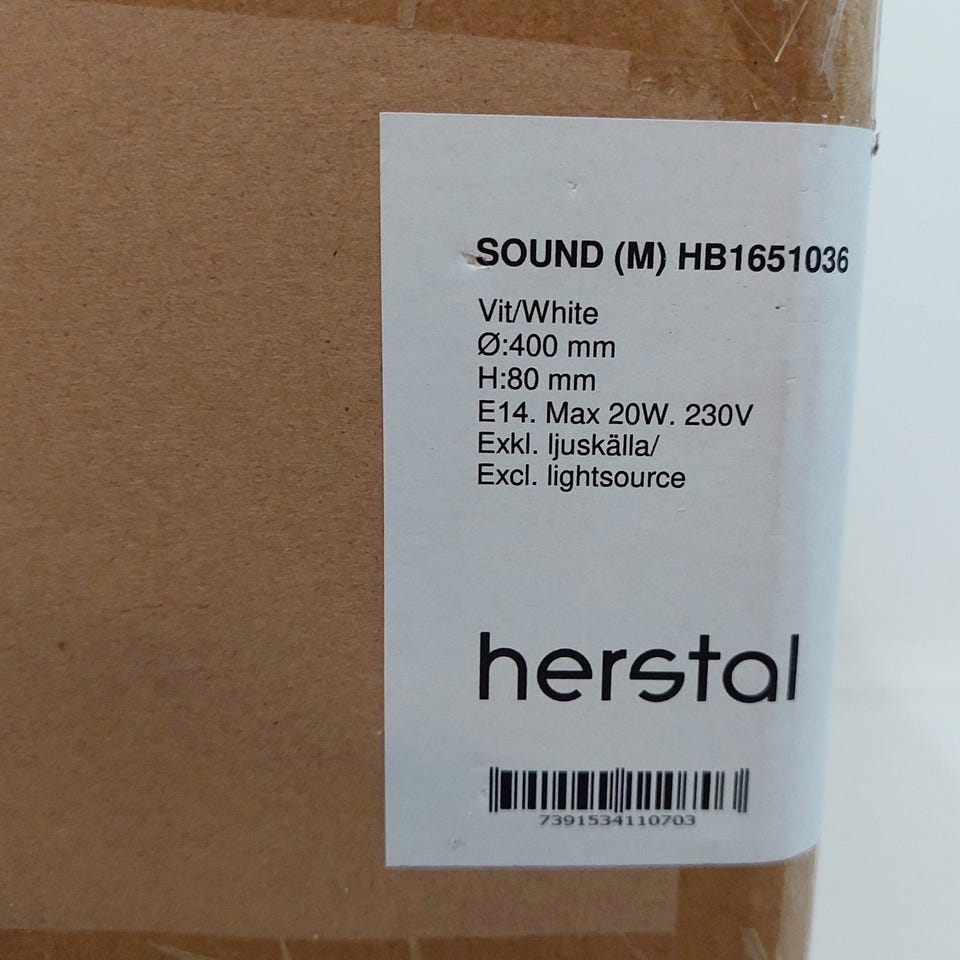 SOUND (M) HB1651036
Vit/White
Ø:400 mm
H:80 mm
E14. Max 20W. 230V
Exkl. ljuskälla/
Excl. lightsource
herstal
7391534110703